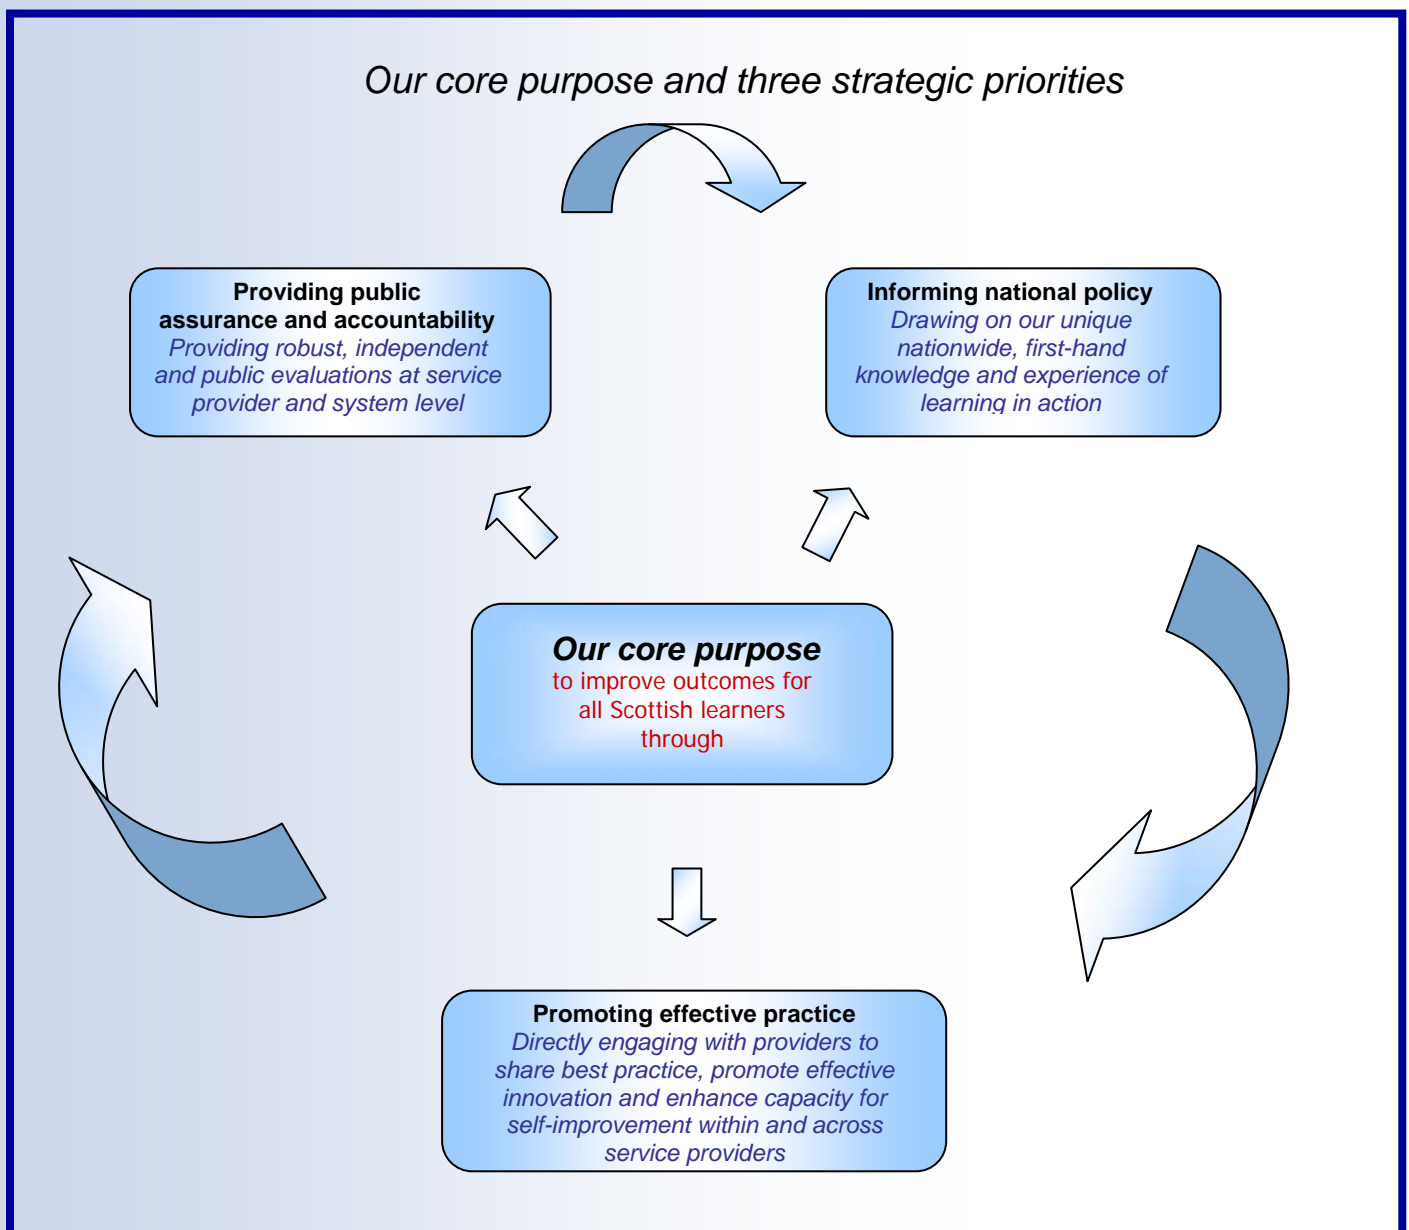 Our core purpose and three strategic priorities
Providing public
assurance and accountability
Providing robust, independent
and public evaluations at service
provider and system level
Informing national policy
Drawing on our unique
nationwide, first-hand
knowledge and experience of
learning in action
Our core purpose
to improve outcomes for
all Scottish learners
through
Promoting effective practice
Directly engaging with providers to
share best practice, promote effective
innovation and enhance capacity for
self-improvement within and across
service providers